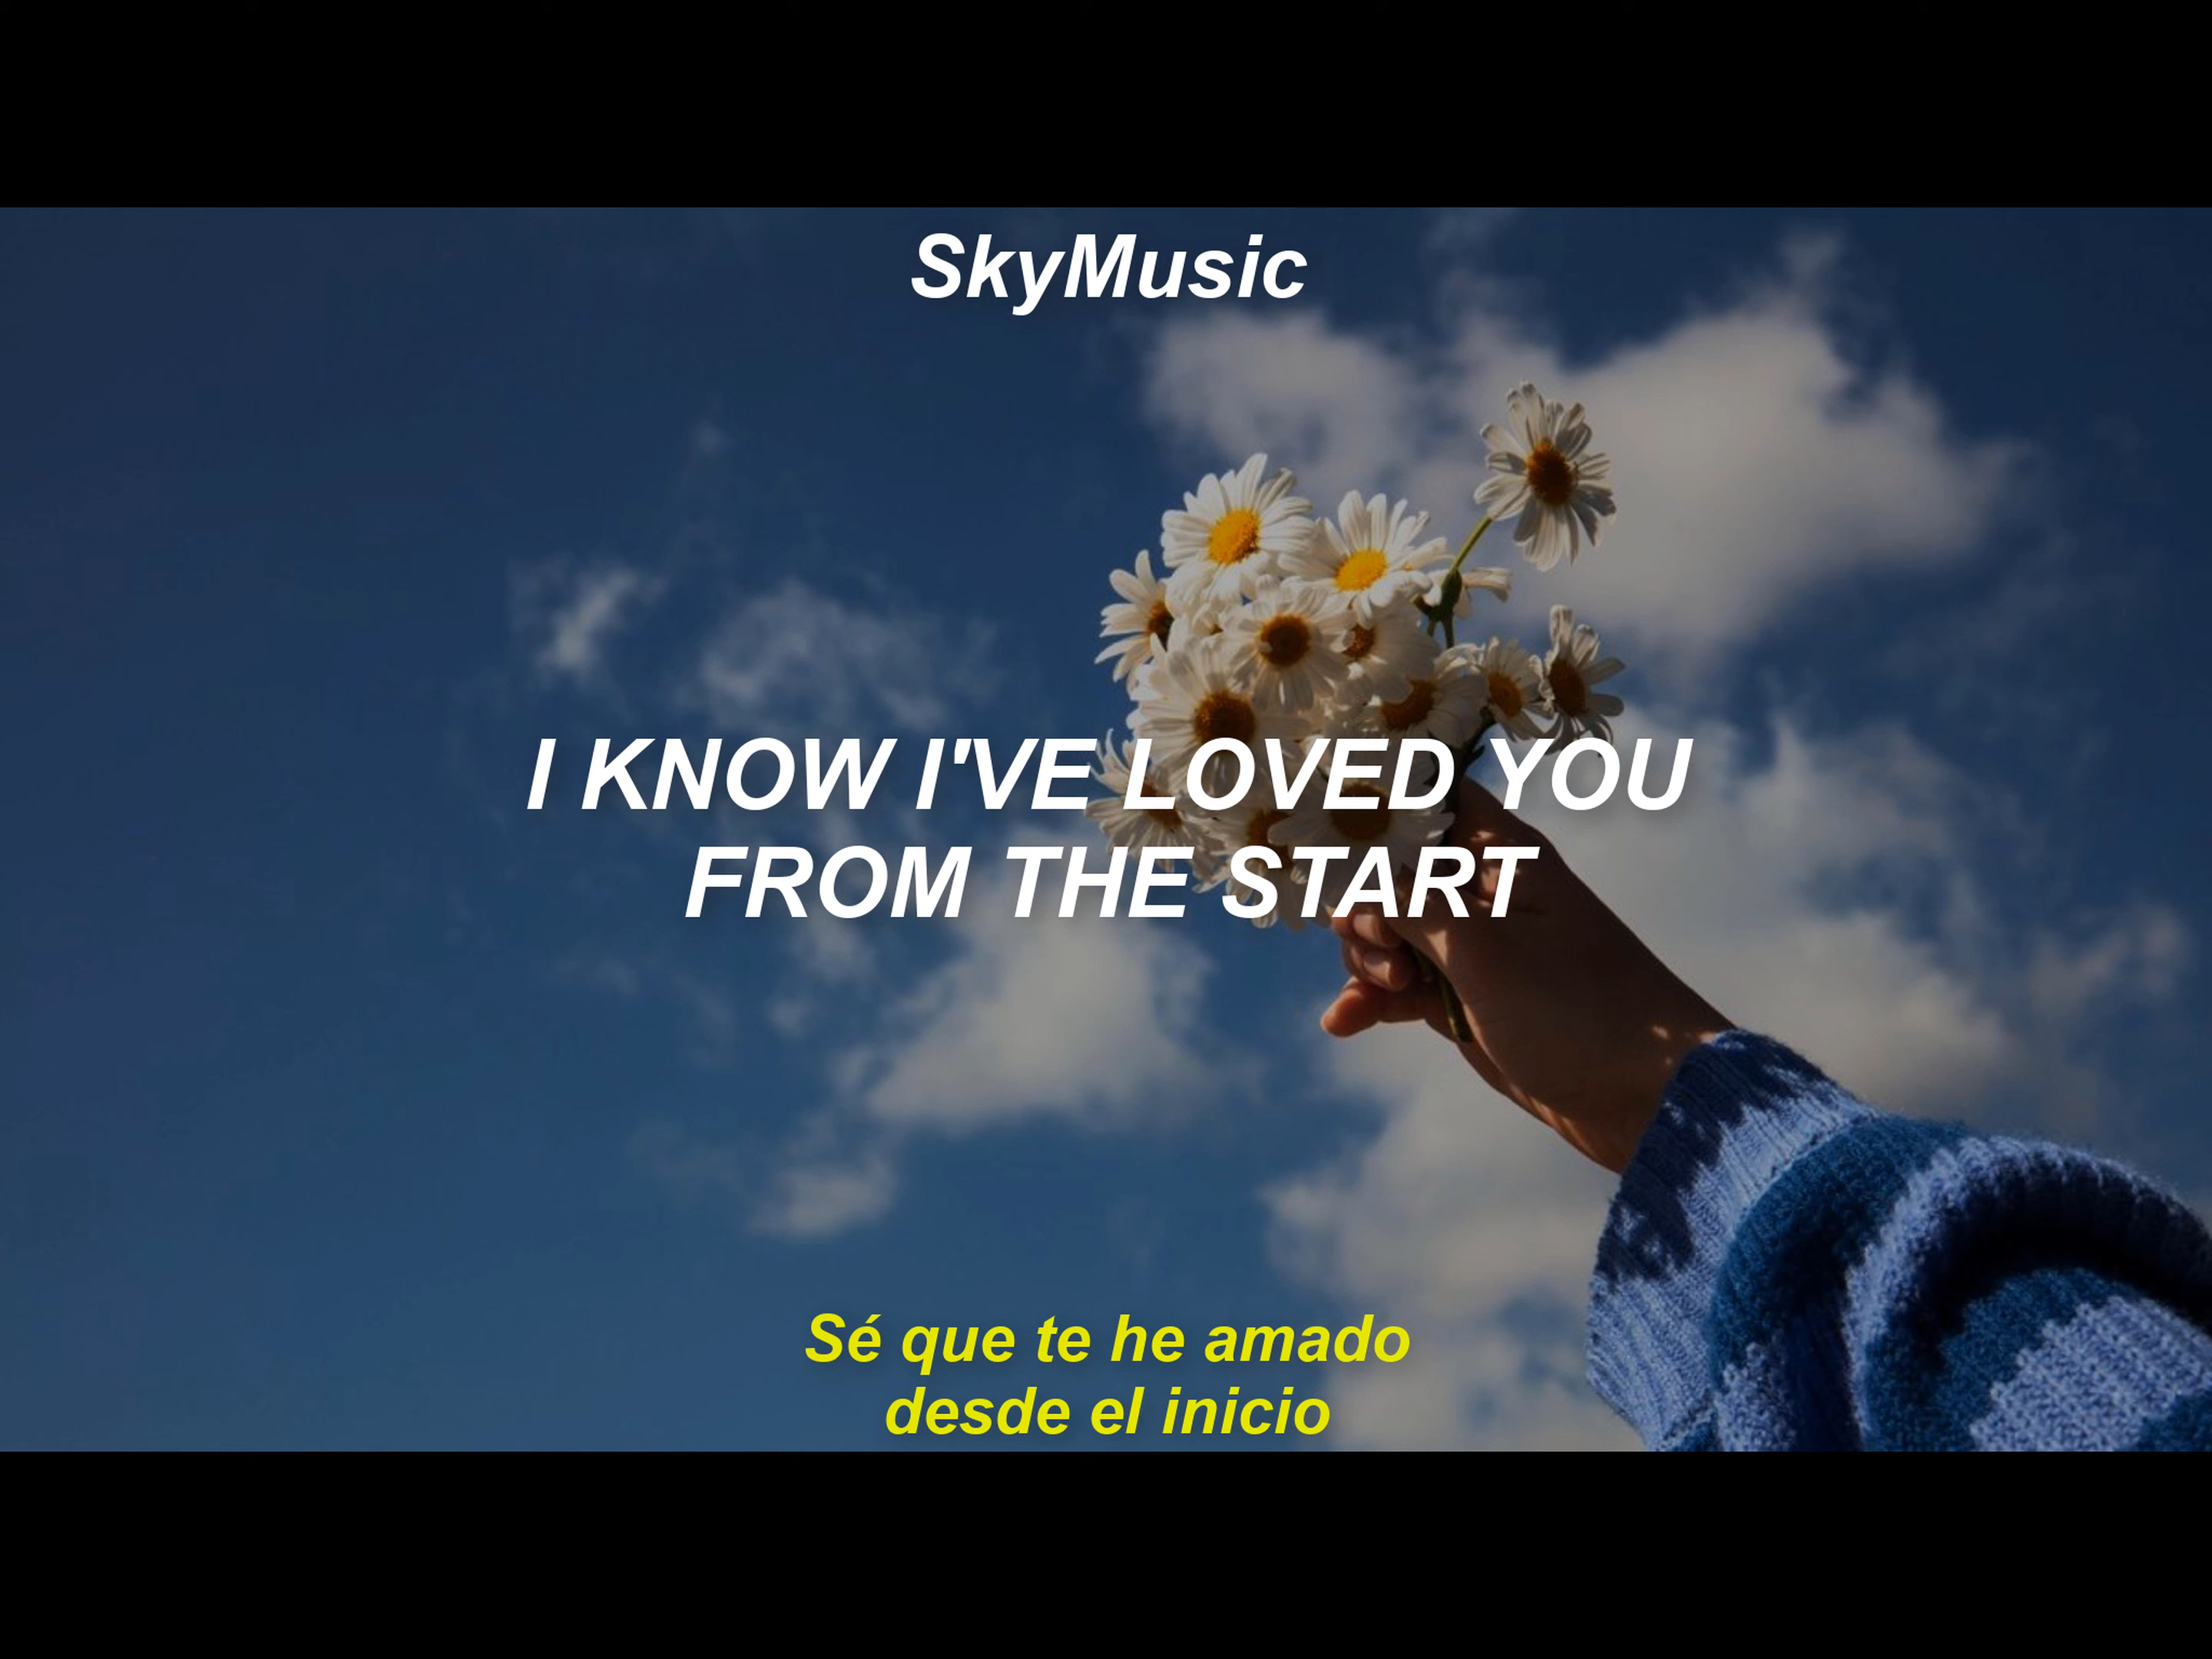 SkyMusic
I KNOW I'VE LOVED YOU
FROM THE START
Sé que te he amado
desde el inicio